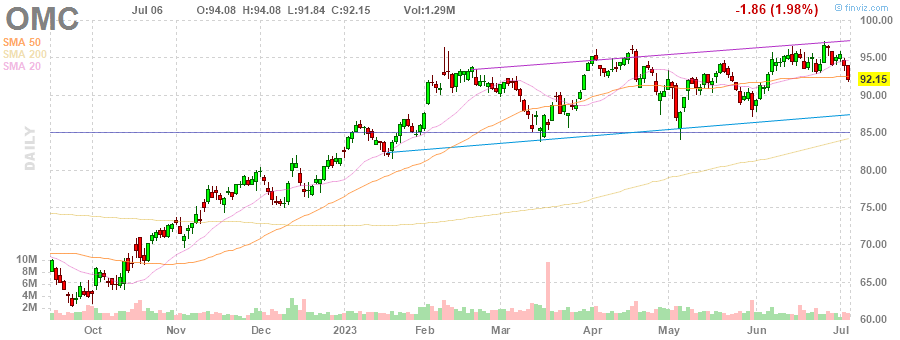 OMC
Jul 06 O:94.08 H:94.08 L:91.84 C:92.15 Vol:1.29M -1.86 (1.98%)
© finviz.com
SMA 50
SMA 200
SMA 20
DAILY
100.00
95.00
92.15
90.00
85.00
80.00
75.00
70.00
65.00
60.00
10M
8M
6M
4M
2M
Oct Nov Dec 2023 Feb Mar Apr May Jun Jul